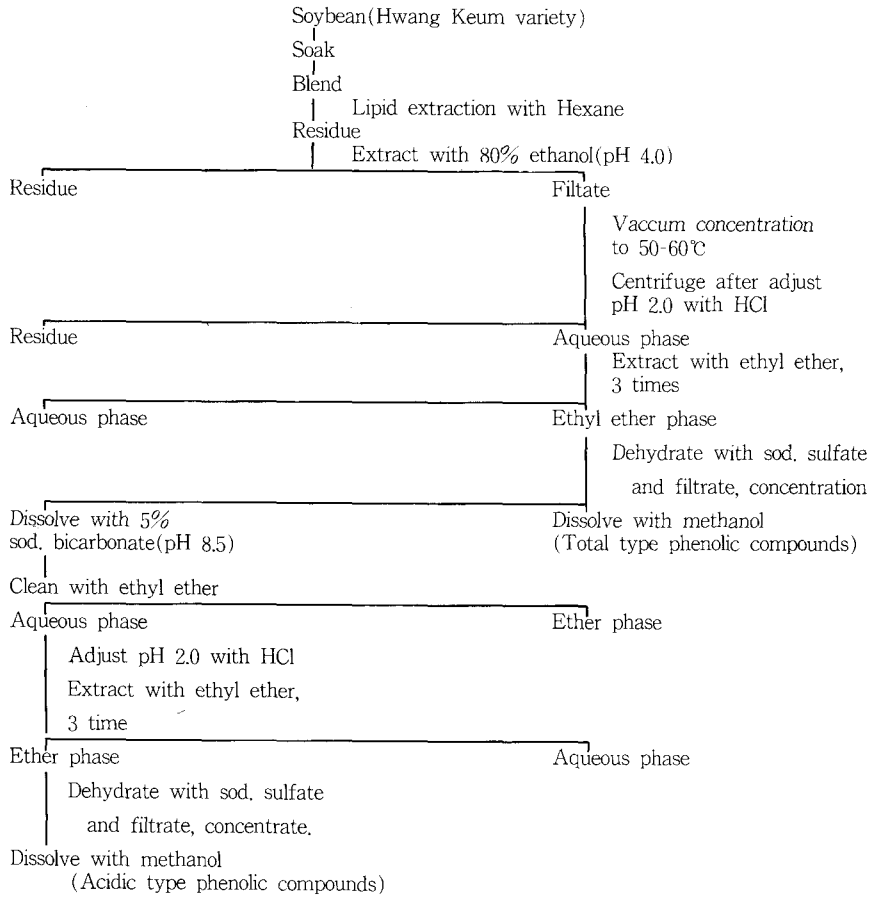 Soybean(Hwang Keum variety)
Soak
Blend
Lipid extraction with Hexane
Residue
Extract with 80% ethanol(pH 4.0)
Residue
Filtate
Vaccum concentration
to 50-60℃
Centrifuge after adjust
pH 2.0 with HCl
Residue
Aqueous phase
Extract with ethyl ether,
3 times
Aqueous phase
Ethyl ether phase
Dehydrate with sod. sulfate
and filtrate, concentration
Dissolve with 5%
sod. bicarbonate(pH 8.5)
Dissolve with methanol
(Total type phenolic compounds)
Clean with ethyl ether
Aqueous phase
Ether phase
Adjust pH 2.0 with HCl
Extract with ethyl ether,
3 time
Ether phase
Aqueous phase
Dehydrate with sod. sulfate
and filtrate, concentrate.
Dissolve with methanol
(Acidic type phenolic compounds)